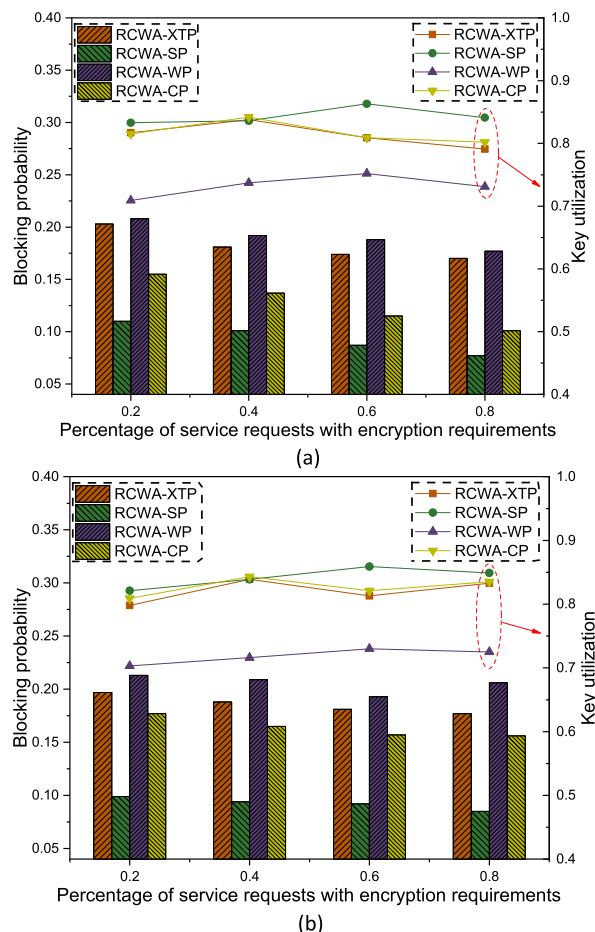 0.40
0.35
0.30
0.25
0.20
0.15
0.10
0.05
Blocking probability
RCWA-XTP
RCWA-SP
RCWA-WP
RCWA-CP
RCWA-XTP
RCWA-SP
RCWA-WP
RCWA-CP
1.0
0.9
0.8
0.7
0.6
0.5
0.4
Key utilization
0.2 0.4 0.6 0.8
Percentage of service requests with encryption requirements
(a)
0.40
0.35
0.30
0.25
0.20
0.15
0.10
0.05
Blocking probability
RCWA-XTP
RCWA-SP
RCWA-WP
RCWA-CP
RCWA-XTP
RCWA-SP
RCWA-WP
RCWA-CP
1.0
0.9
0.8
0.7
0.6
0.5
0.4
Key utilization
0.2 0.4 0.6 0.8
Percentage of service requests with encryption requirements
(b)